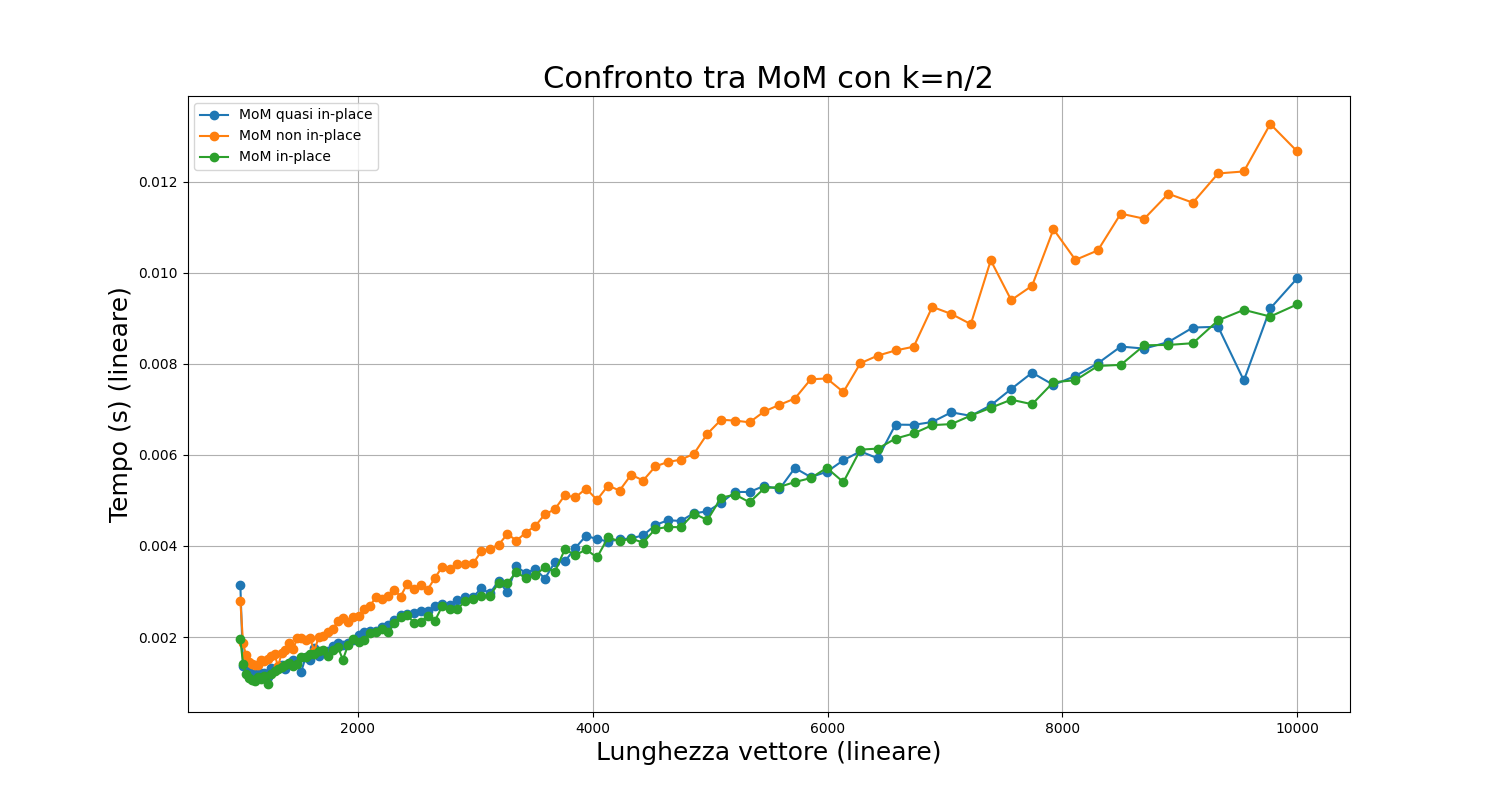 Confronto tra MoM con k=n/2
MoM quasi in-place
MoM non in-place
MoM in-place
Tempo (s) (lineare)
0.012
0.010
0.008
0.006
0.004
0.002
2000 4000 6000 8000 10000
Lunghezza vettore (lineare)